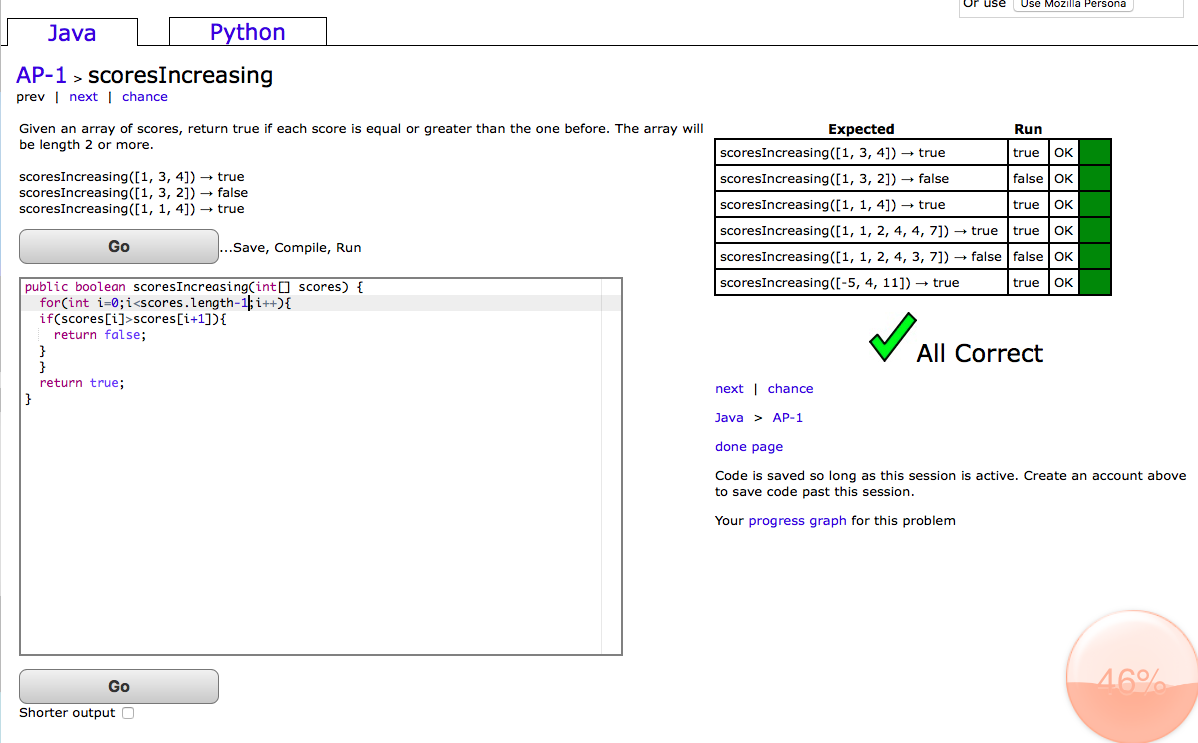 Or use Use Mozilla Persona
Java Python
AP-1 > scoresIncreasing
prev | next | chance
Given an array of scores, return true if each score is equal or greater than the one before. The array will
be length 2 or more.
scoresIncreasing([1, 3, 4]) → true
scoresIncreasing([1, 3, 2]) → false
scoresIncreasing([1, 1, 4]) → true
Go ...Save, Compile, Run
public boolean scoresIncreasing(int[] scores) {
for(int i=0;i<scores.length-1;i++){
if(scores[i]>scores[i+1]){
return false;
}
}
return true;
}
Go
Shorter output
Expected Run
scoresIncreasing([1, 3, 4]) → true true OK
scoresIncreasing([1, 3, 2]) → false false OK
scoresIncreasing([1, 1, 4]) → true true OK
scoresIncreasing([1, 1, 2, 4, 4, 7]) → true true OK
scoresIncreasing([1, 1, 2, 4, 3, 7]) → false false OK
scoresIncreasing([-5, 4, 11]) → true true OK
All Correct
next | chance
Java > AP-1
done page
Code is saved so long as this session is active. Create an account above
to save code past this session.
Your progress graph for this problem
46%